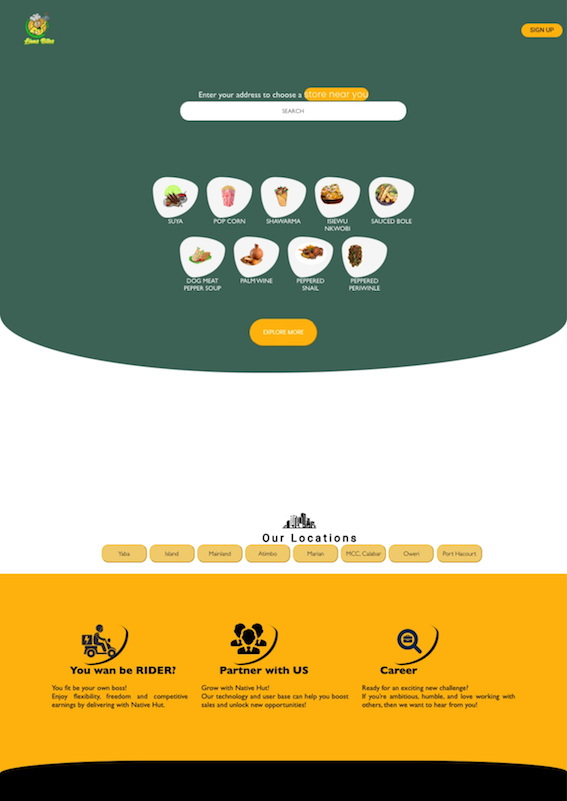 SIGN UP
Enter your address to choose a store near you
SEARCH
SUYA
POP CORN
SHAWARMA
ISIEWU
NKWOBI
SAUCED BOLE
DOG MEAT
PEPPER SOUP
PALM WINE
PEPPERED
SNAIL
PEPPERED
PERIWINLE
EXPLORE MORE
Our Locations
Yaba
Island
Mainland
Atimbo
Marian
MCC, Calabar
Owerri
Port Hacourt
You wan be RIDER?
You fit be your own boss!
Enjoy flexibility, freedom and competitive
earnings by delivering with Native Hut.
Partner with US
Grow with Native Hut!
Our technology and user base can help you boost
sales and unlock new opportunities!
Career
Ready for an exciting new challenge?
If you're ambitious, humble, and love working with
others, then we want to hear from you!